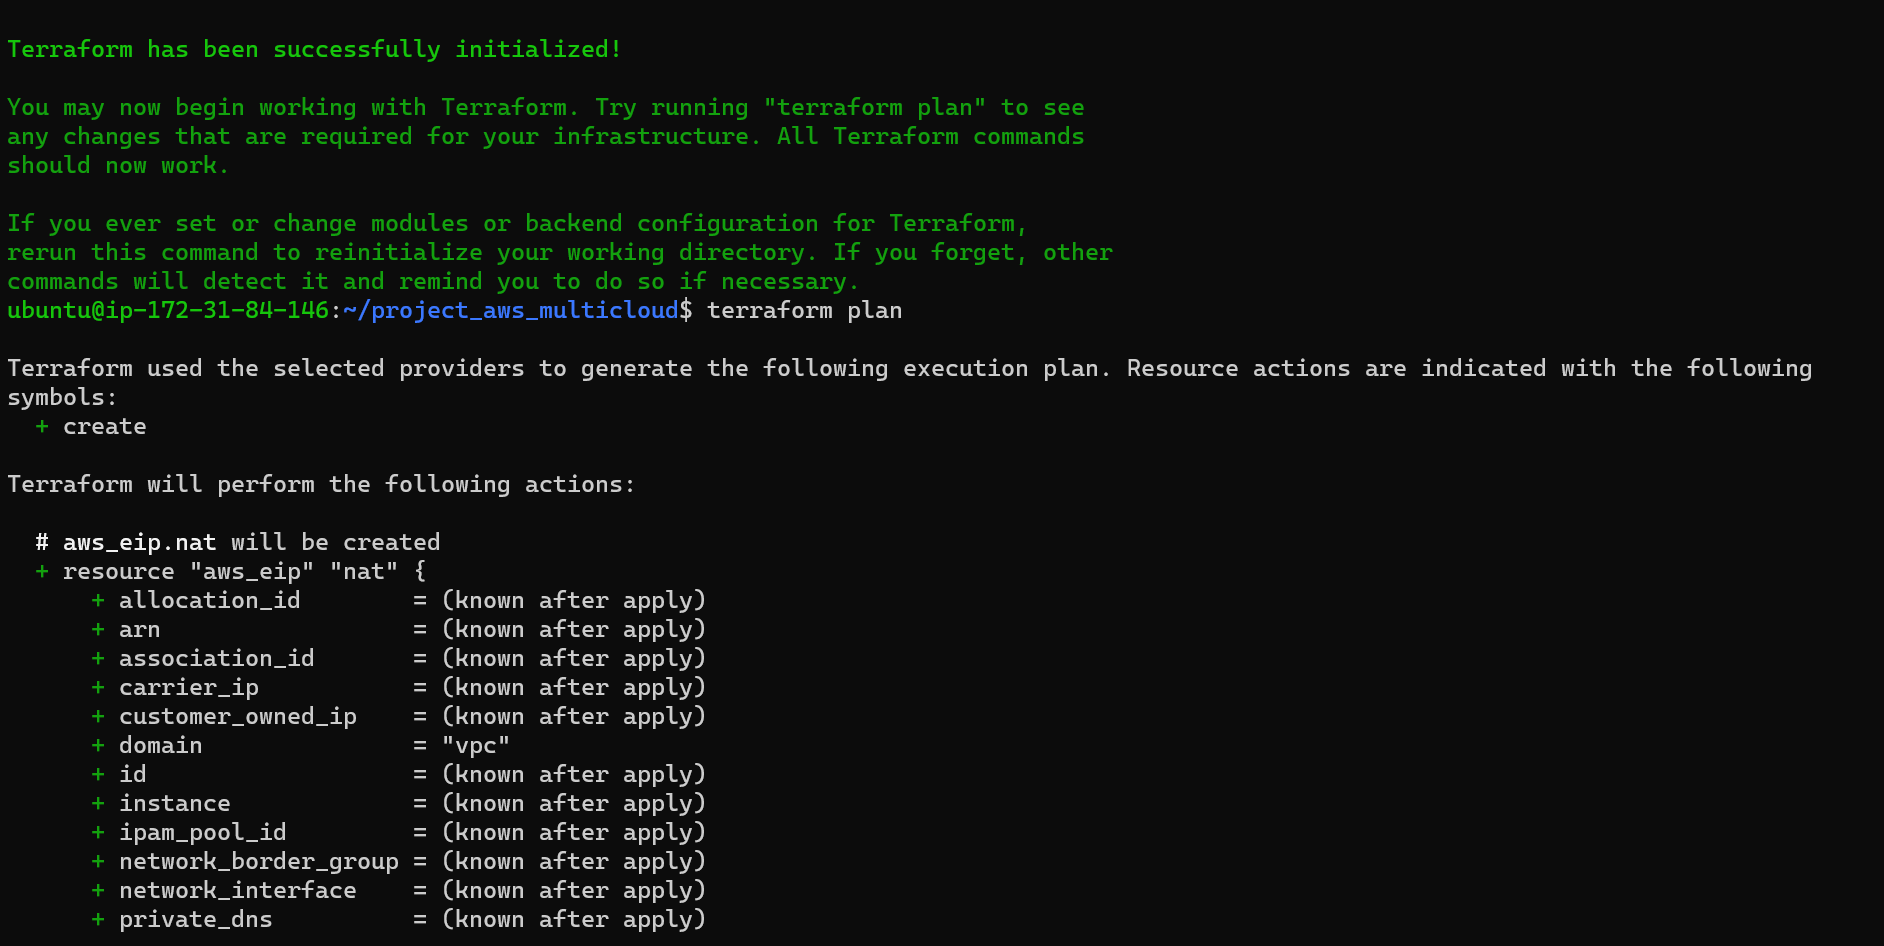 Terraform has been successfully initialized!
You may now begin working with Terraform. Try running "terraform plan" to see
any changes that are required for your infrastructure. All Terraform commands
should now work.
If you ever set or change modules or backend configuration for Terraform,
rerun this command to reinitialize your working directory. If you forget, other
commands will detect it and remind you to do so if necessary.
ubuntu@ip-172-31-84-146:~/project_aws_multicloud$ terraform plan
Terraform used the selected providers to generate the following execution plan. Resource actions are indicated with the following
symbols:
  + create
Terraform will perform the following actions:
  # aws_eip.nat will be created
  + resource "aws_eip" "nat" {
      + allocation_id        = (known after apply)
      + arn                  = (known after apply)
      + association_id       = (known after apply)
      + carrier_ip           = (known after apply)
      + customer_owned_ip    = (known after apply)
      + domain               = "vpc"
      + id                   = (known after apply)
      + instance             = (known after apply)
      + ipam_pool_id         = (known after apply)
      + network_border_group = (known after apply)
      + network_interface    = (known after apply)
      + private_dns          = (known after apply)